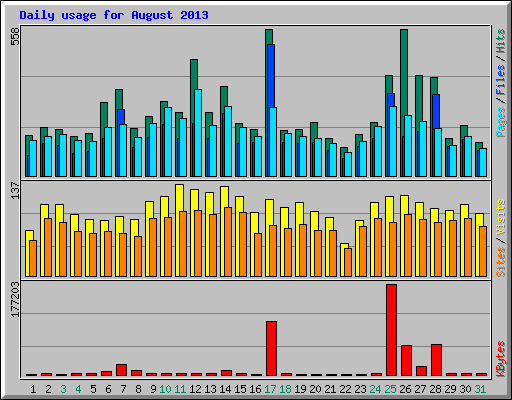 Daily usage for August 2013
558
Pages / Files / Hits
137
Sites / Visits
177203
KBytes
1 2 3 4 5 6 7 8 9 10 11 12 13 14 15 16 17 18 19 20 21 22 23 24 25 26 27 28 29 30 31